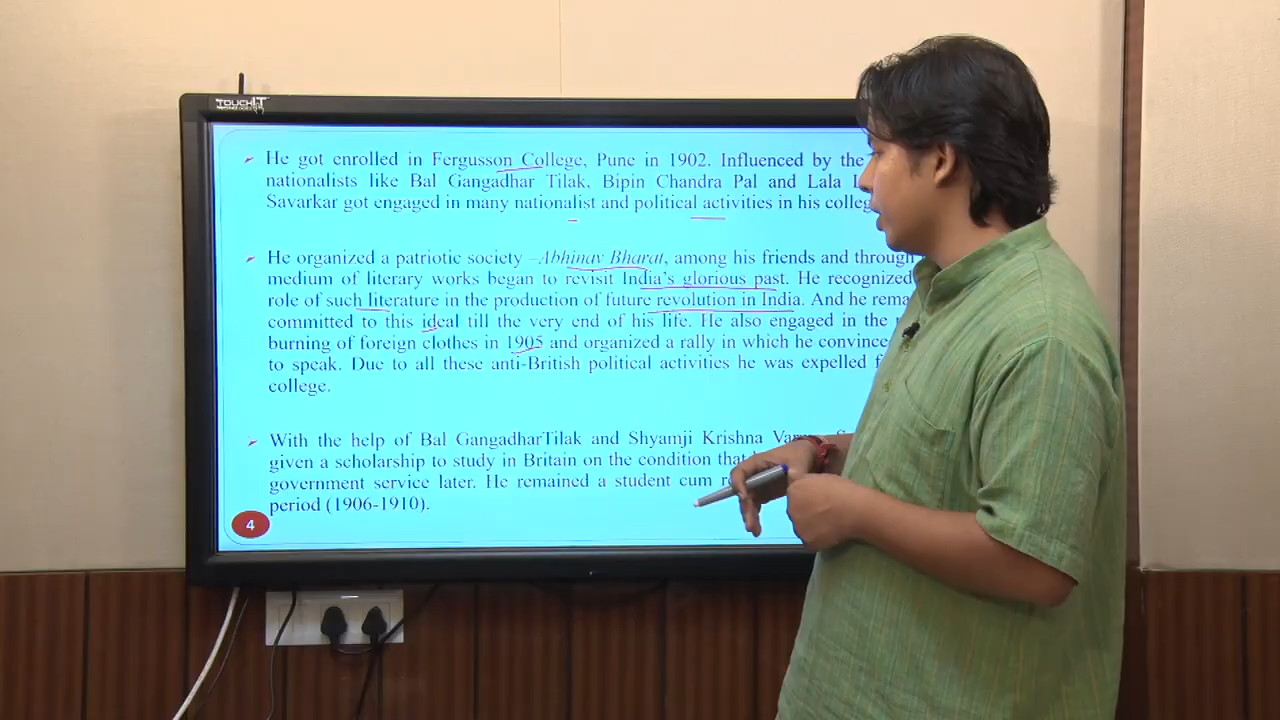 TOUCHIT
He got enrolled in Fergusson College, Pune in 1902. Influenced by the
nationalists like Bal Gangadhar Tilak, Bipin Chandra Pal and Lala
Savarkar got engaged in many nationalist and political activities in his
He organized a patriotic society –Abhinav Bharat, among his friends and through
medium of literary works began to revisit India's glorious past. He recognized
role of such literature in the production of future revolution in India. And he
committed to this ideal till the very end of his life. He also engaged in the
burning of foreign clothes in 1905 and organized a rally in which he
to speak. Due to all these anti-British political activities he was expelled
college.
With the help of Bal GangadharTilak and Shyamji Krishna
given a scholarship to study in Britain on the condition that
government service later. He remained a student cum
period (1906-1910).
4